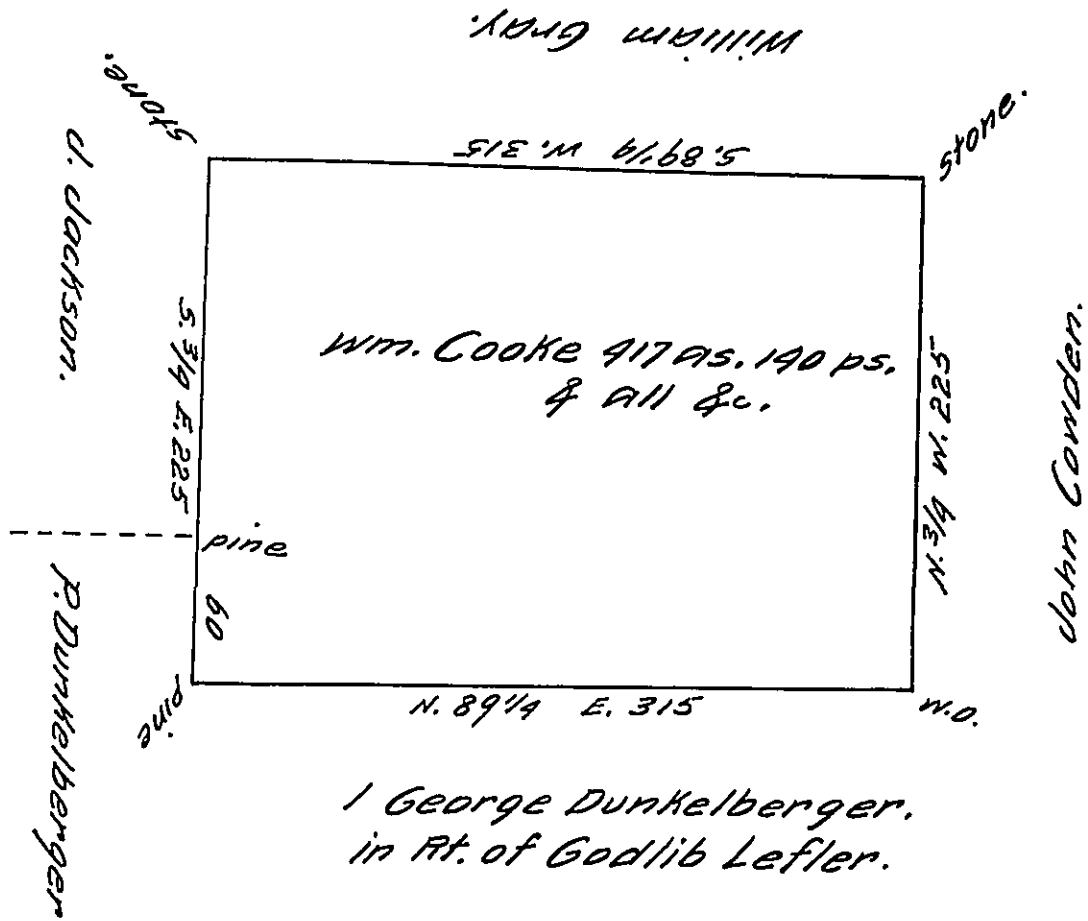 William Gray.
Stone.
Stone.
S. 89 1/4 W. 315
J. Jackson.
S. 3/4 E. 225
Wm. Cooke 417 as. 140 ps.
& all &c.
N. 3/4 W. 225
John Cowden.
pine
60
P. Dunkelberger
pine
N. 89 1/4 E. 315
W.O.
1 George Dunkelberger.
in Rt. of Godlib Lefler.